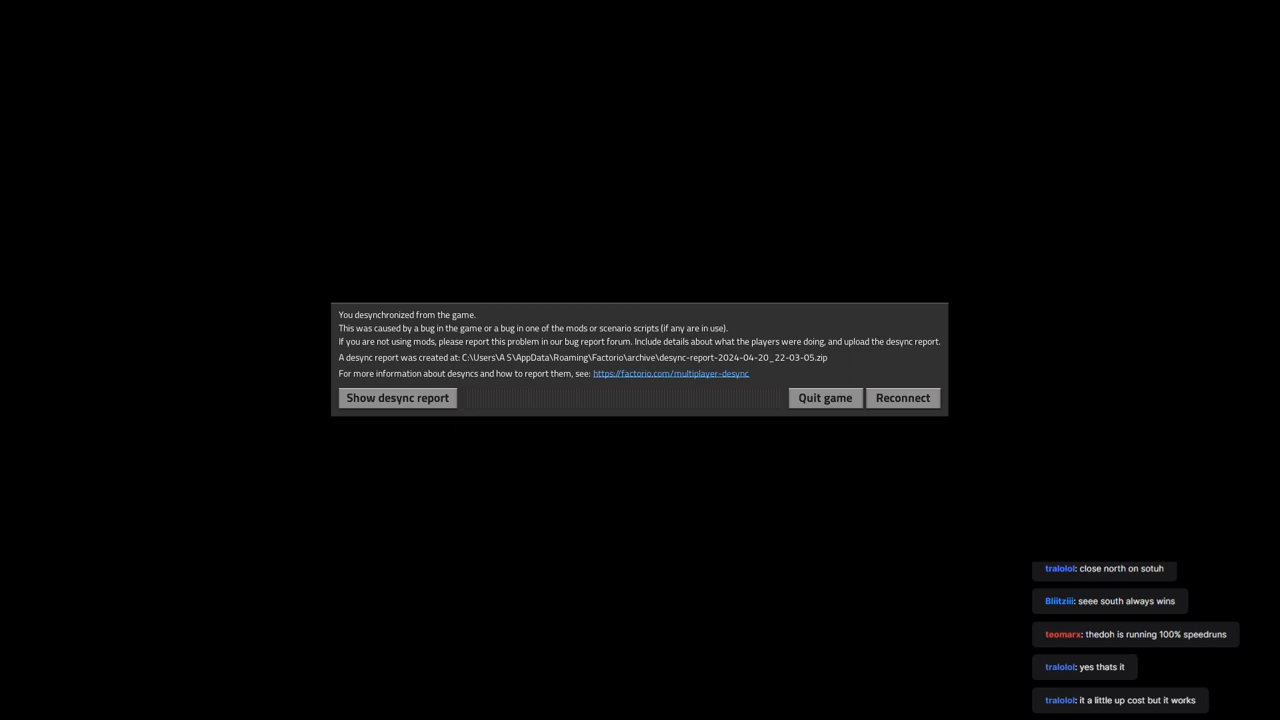 You desynchronized from the game.
This was caused by a bug in the game or a bug in one of the mods or scenario scripts (if any are in use).
If you are not using mods, please report this problem in our bug report forum. Include details about what the players were doing, and upload the desync report.
A desync report was created at: C:\Users\A S\AppData\Roaming\Factorio\archive\desync-report-2024-04-20_22-03-05.zip
For more information about desyncs and how to report them, see: https://factorio.com/multiplayer-desync
Show desync report
Quit game
Reconnect
tralolol: close north on sotuh
Bliitziii: seee south always wins
teomarx: thedoh is running 100% speedruns
tralolol: yes thats it
tralolol: it a little up cost but it works